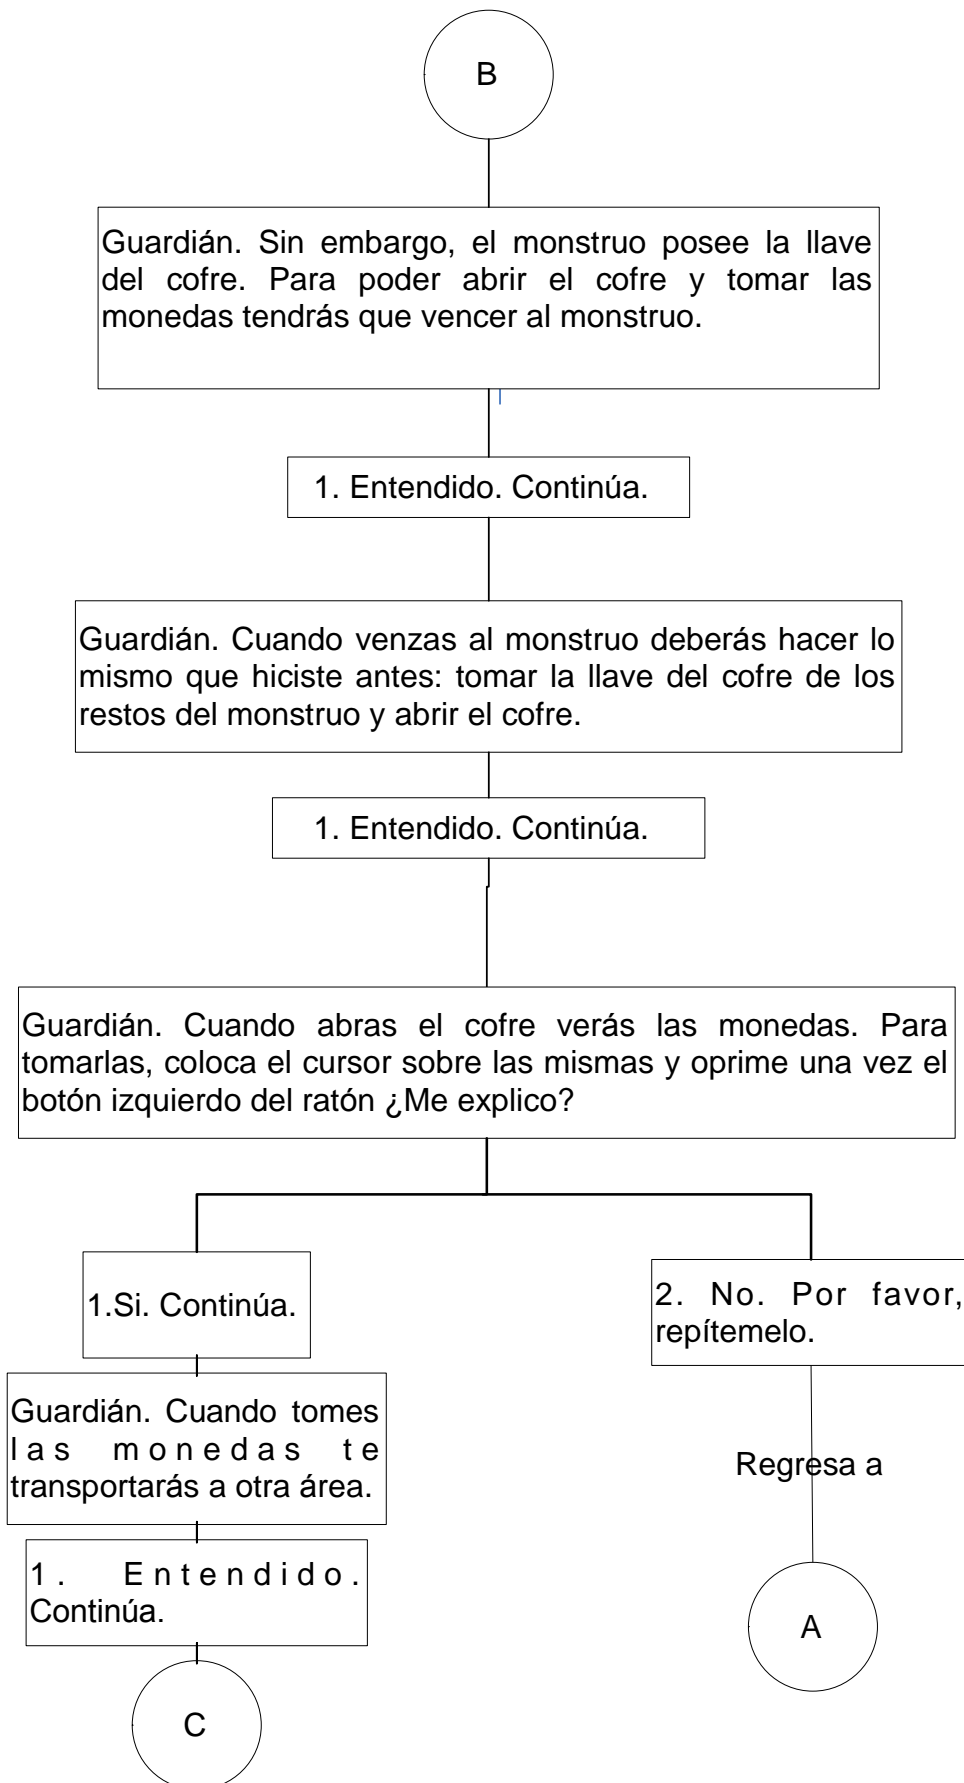 B
Guardián. Sin embargo, el monstruo posee la llave
del cofre. Para poder abrir el cofre y tomar las
monedas tendrás que vencer al monstruo.
1. Entendido. Continúa.
Guardián. Cuando venzas al monstruo deberás hacer lo
mismo que hiciste antes: tomar la llave del cofre de los
restos del monstruo y abrir el cofre.
1. Entendido. Continúa.
Guardián. Cuando abras el cofre verás las monedas. Para
tomarlas, coloca el cursor sobre las mismas y oprime una vez el
botón izquierdo del ratón ¿Me explico?
1.Si. Continúa.
Guardián. Cuando tomes
las monedas te
transportarás a otra área.
1. Entendido.
Continúa.
C
2. No. Por favor,
repítemelo.
Regresa a
A